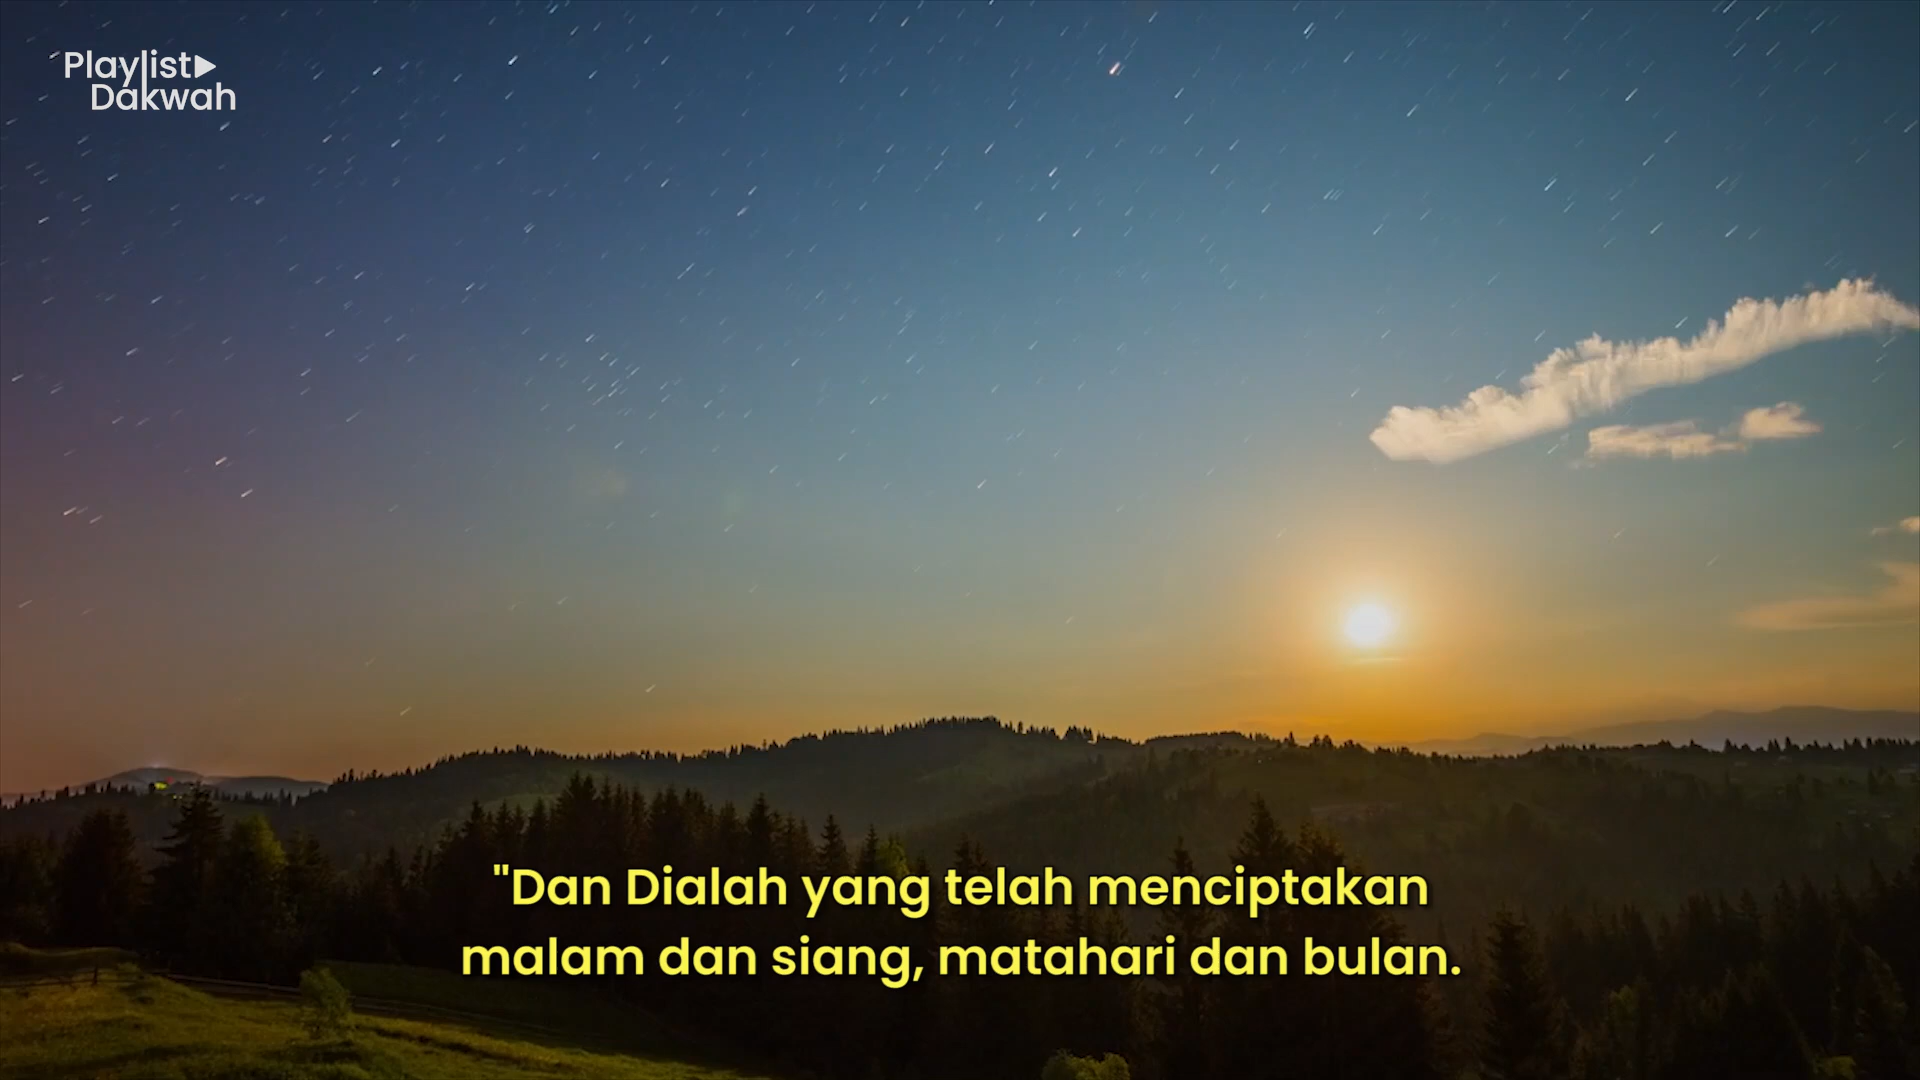 Playlist
Dakwah
"Dan Dialah yang telah menciptakan
malam dan siang, matahari dan bulan.